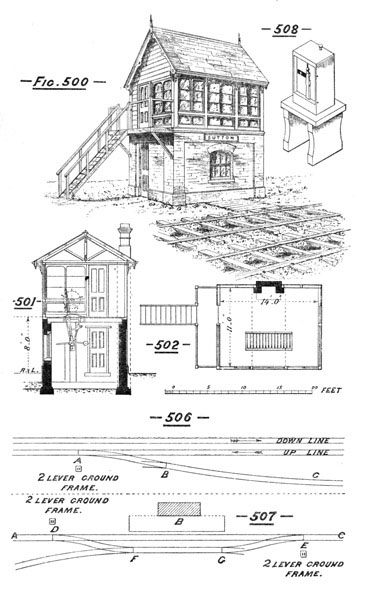 FIG. 500
508
SUTTON
501
8.0"
R.L.
14.0
11.0
502
0 5 10 15 20 FEET
506
DOWN LINE
UP LINE
A
B
C
2 LEVER GROUND
FRAME.
2 LEVER GROUND
FRAME.
B
507
A D E C
F G
2 LEVER GROUND
FRAME.